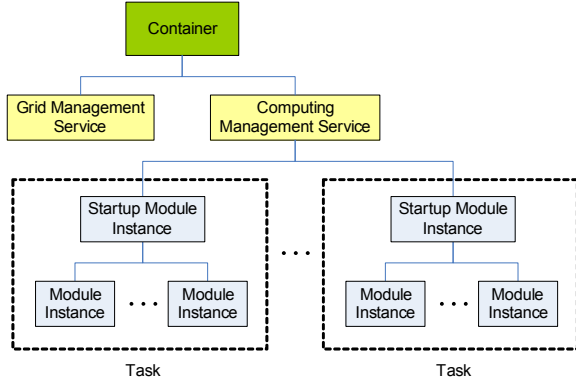 Container
Grid Management
Service
Computing
Management Service
Startup Module
Instance
Startup Module
Instance
. . .
Module
Instance
. . .
Module
Instance
Module
Instance
. . .
Module
Instance
Task
Task